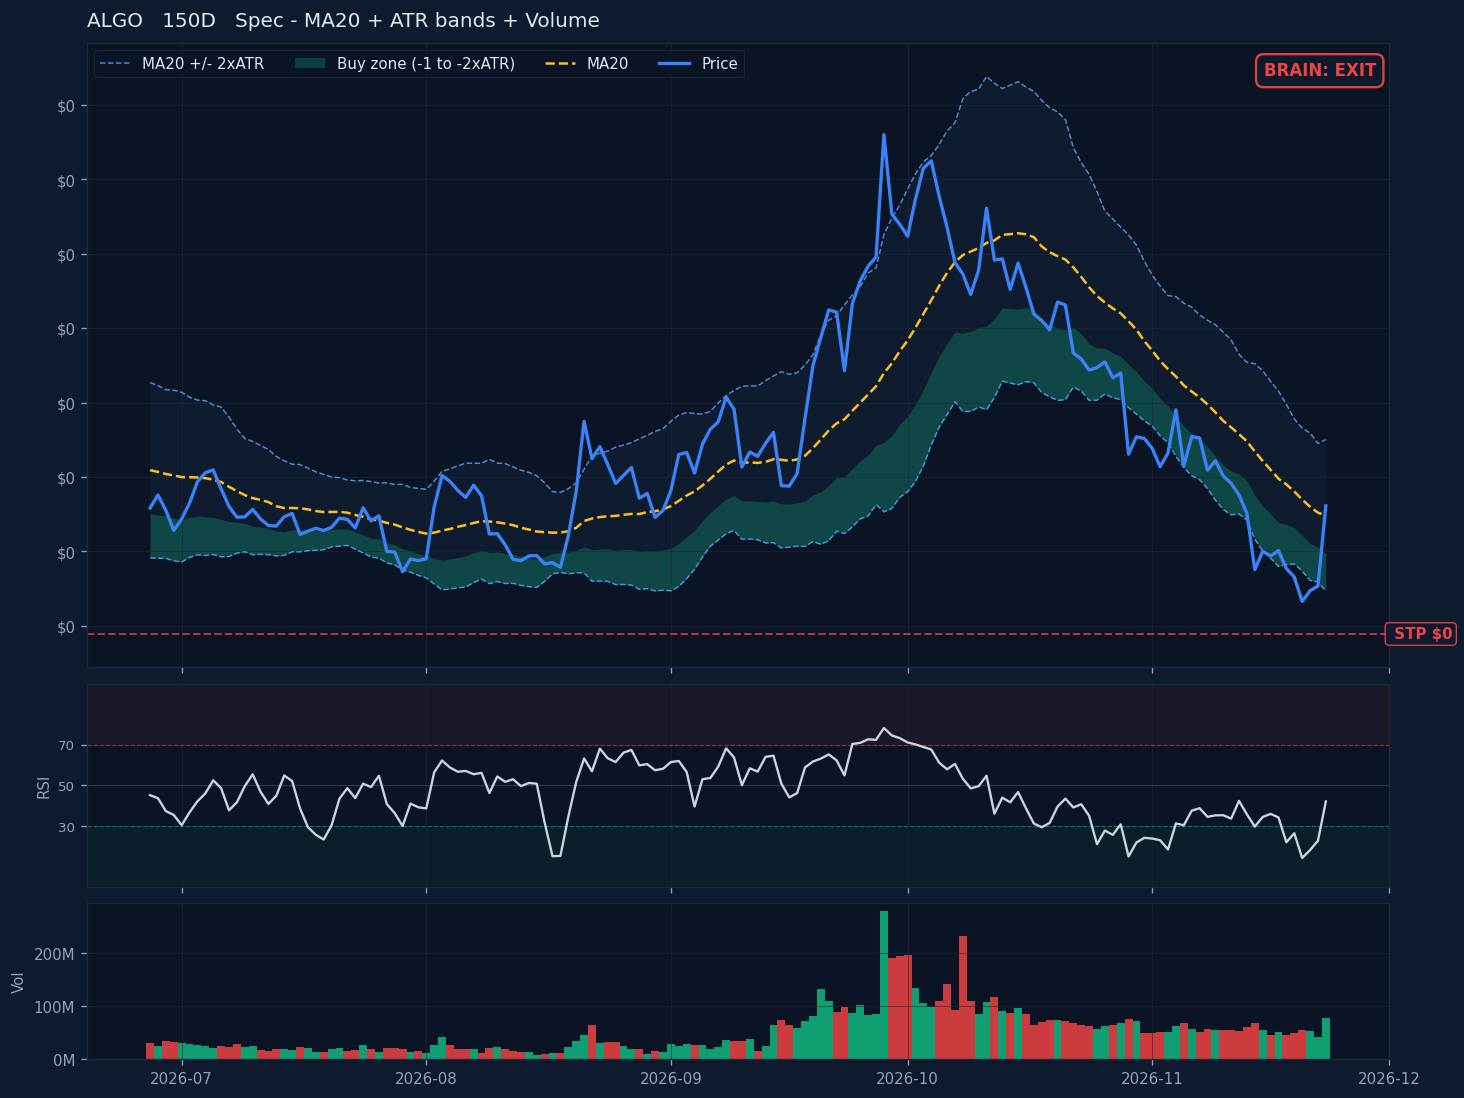 ALGO 150D Spec - MA20 + ATR bands + Volume
MA20 +/- 2xATR Buy zone (-1 to -2xATR) MA20 Price
BRAIN: EXIT
$0
$0
$0
$0
$0
$0
$0
$0
STP $0
RSI
70
50
30
Vol
200M
100M
0M
2026-07 2026-08 2026-09 2026-10 2026-11 2026-12